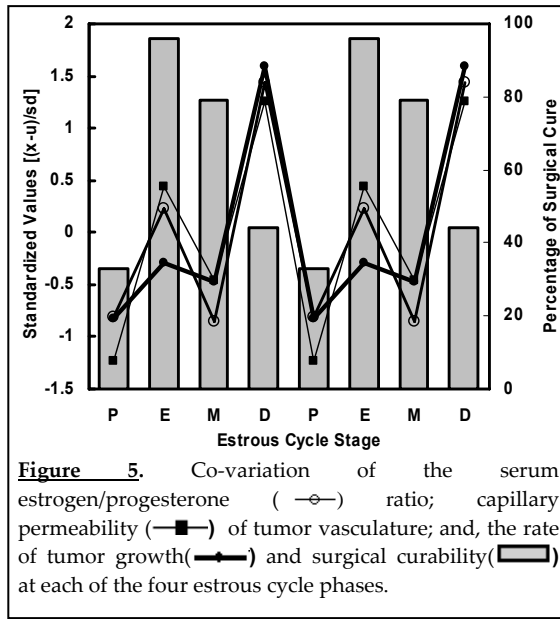 2
1.5
1
0.5
0
-0.5
-1
-1.5
Standardized Values [(x-u)/sd]
100
80
60
40
20
0
Percentage of Surgical Cure
P E M D P E M D
Estrous Cycle Stage
Figure 5. Co-variation of the serum
estrogen/progesterone ( ) ratio; capillary
permeability ( ) of tumor vasculature; and, the rate
of tumor growth( ) and surgical curability( )
at each of the four estrous cycle phases.